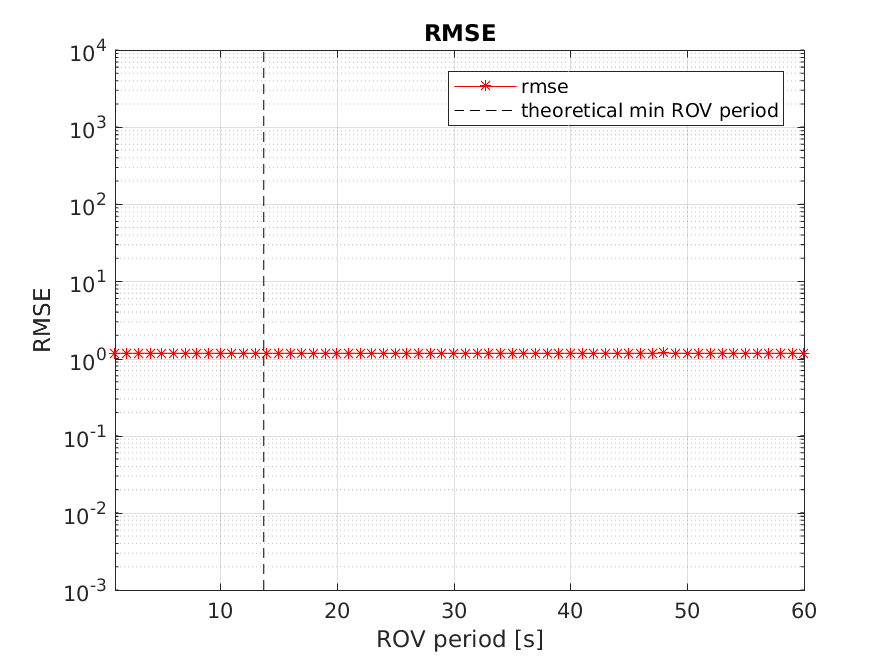 RMSE
10^4
10^3
10^2
10^1
10^0
10^-1
10^-2
10^-3
RMSE
rmse
theoretical min ROV period
10 20 30 40 50 60
ROV period [s]